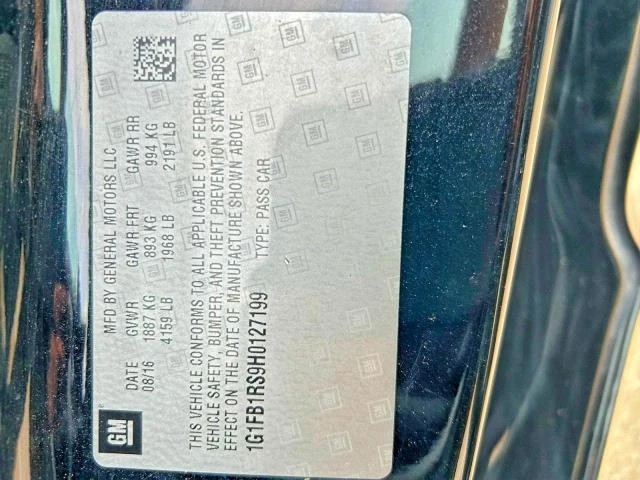 GM
MFD BY GENERAL MOTORS LLC
DATE GVWR GAWR FRT GAWR RR
08/16 1887 KG 893 KG 994 KG
4159 LB 1968 LB 2191 LB
THIS VEHICLE CONFORMS TO ALL APPLICABLE U.S. FEDERAL MOTOR
VEHICLE SAFETY, BUMPER, AND THEFT PREVENTION STANDARDS IN
EFFECT ON THE DATE OF MANUFACTURE SHOWN ABOVE.
1G1FB1RS9H0127199 TYPE: PASS CAR